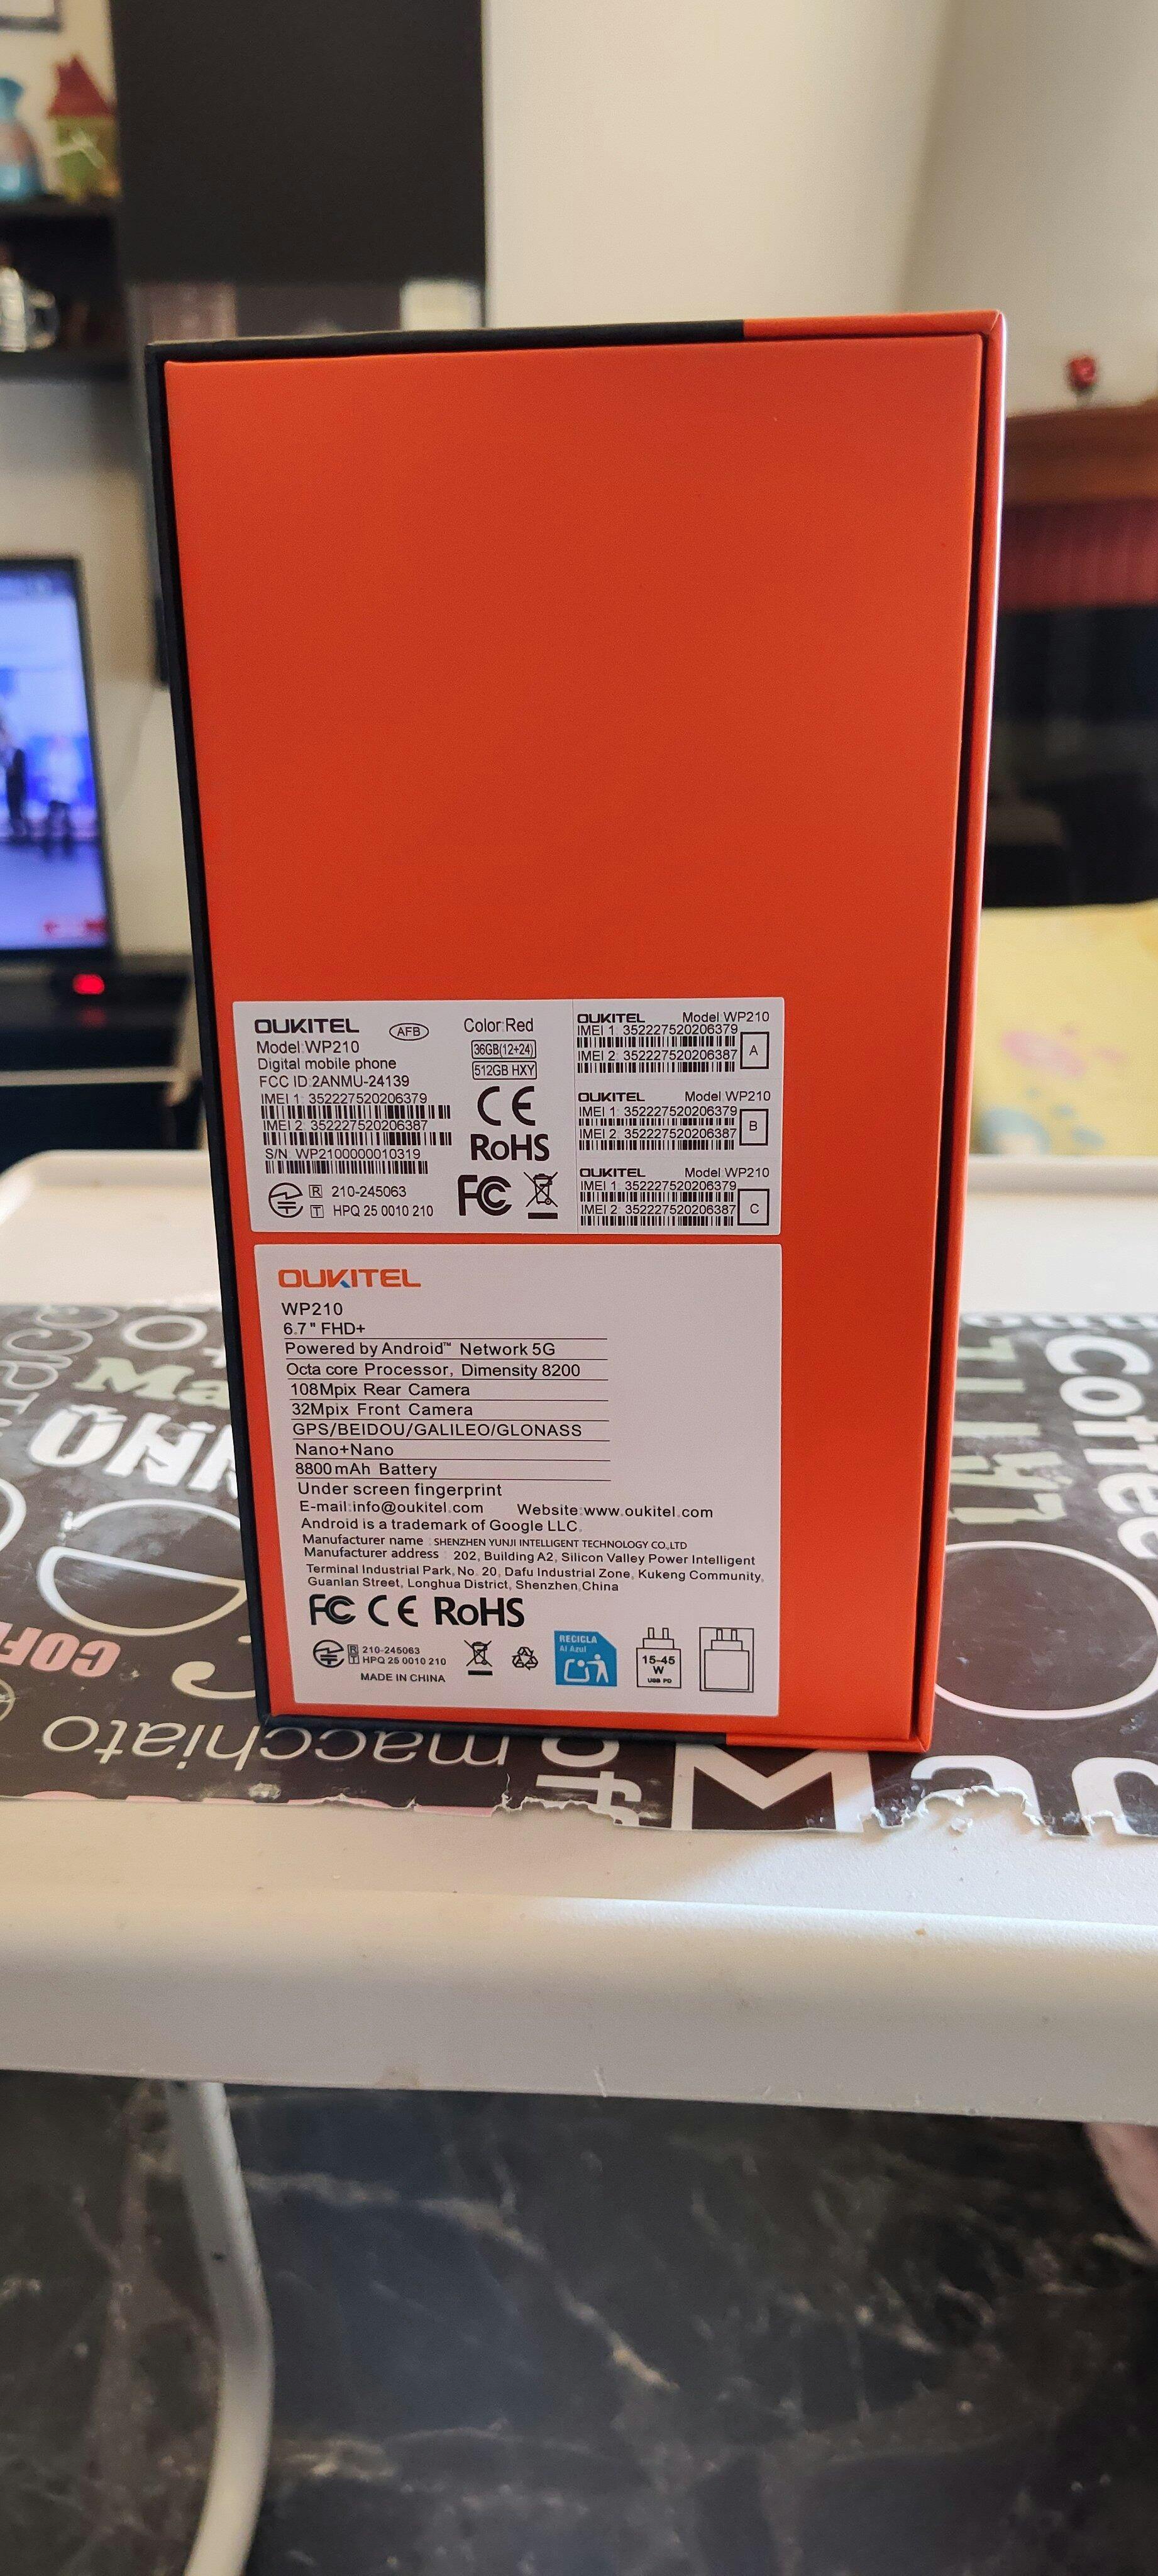 OUKITEL
AFB
Color:Red
Model:WP210
36GB(12+24)
Digital mobile phone
512GB HXY
FCC ID:2ANMU-24139
IMEI 1: 352227520206379
IMEI 2: 352227520206387
S/N: WP2100000010319
CE
RoHS
FC
R 210-245063
T HPQ 25 0010 210
OUKITEL Model:WP210
IMEI 1: 352227520206379
IMEI 2: 352227520206387
A
OUKITEL Model:WP210
IMEI 1: 352227520206379
IMEI 2: 352227520206387
B
OUKITEL Model:WP210
IMEI 1: 352227520206379
IMEI 2: 352227520206387
C
OUKITEL
WP210
6.7" FHD+
Powered by Android™ Network 5G
Octa core Processor, Dimensity 8200
108Mpix Rear Camera
32Mpix Front Camera
GPS/BEIDOU/GALILEO/GLONASS
Nano+Nano
8800mAh Battery
Under screen fingerprint
E-mail:info@oukitel.com Website:www.oukitel.com
Android is a trademark of Google LLC.
Manufacturer name : SHENZHEN YUNJI INTELLIGENT TECHNOLOGY CO.,LTD
Manufacturer address : 202, Building A2, Silicon Valley Power Intelligent
Terminal Industrial Park, No. 20, Dafu Industrial Zone, Kukeng Community,
Guanlan Street, Longhua District, Shenzhen,China
FC CE RoHS
R 210-245063
T HPQ 25 0010 210
MADE IN CHINA
RECICLA
Al Azul
15-45
W
USB PD
Coffee
macchiato
of